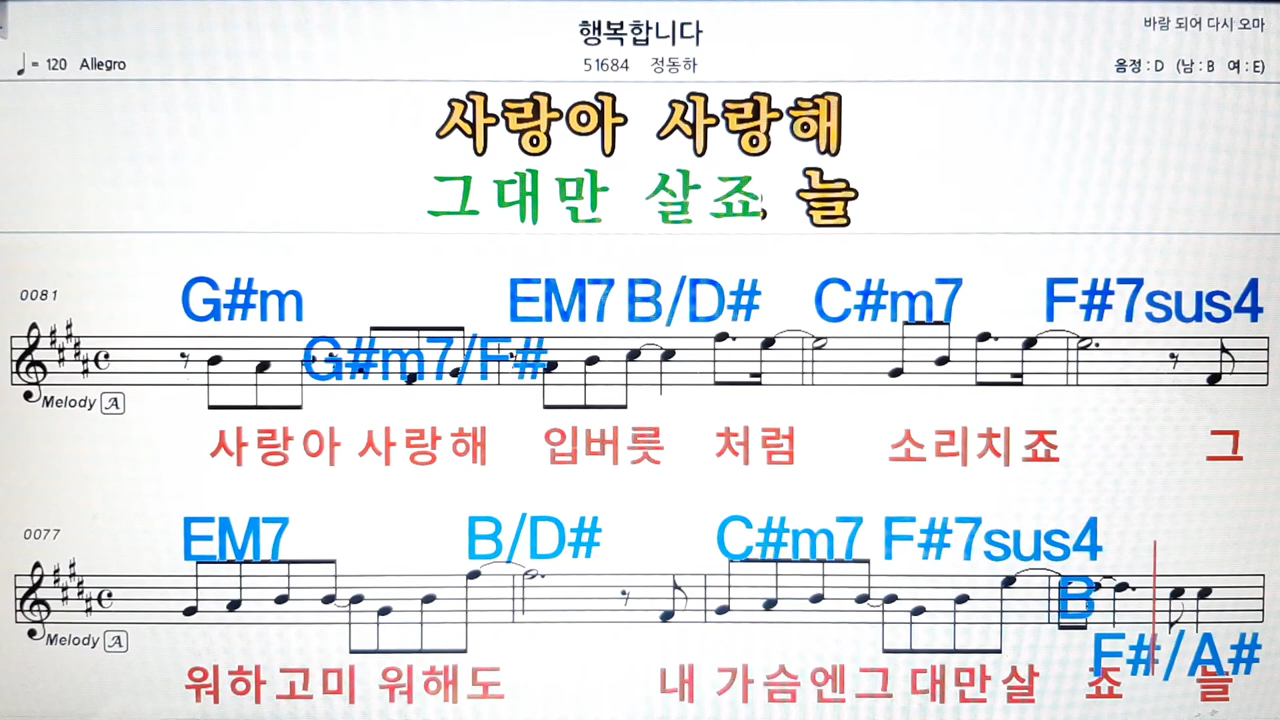 행복합니다
바람 되어 다시 오마
♩ = 120 Allegro
51684 정동하
음정 : D (남 : B 여 : E)
사랑아 사랑해
그대만 살죠, 늘
0081
G#m EM7 B/D# C#m7 F#7sus4
G#m7/F#
Melody A
사랑아 사랑해 입버릇 처럼 소리치죠 그
0077
EM7 B/D# C#m7 F#7sus4
B
F#/A#
Melody A
워하고미 워해도 내 가슴엔그 대만살 죠 늘